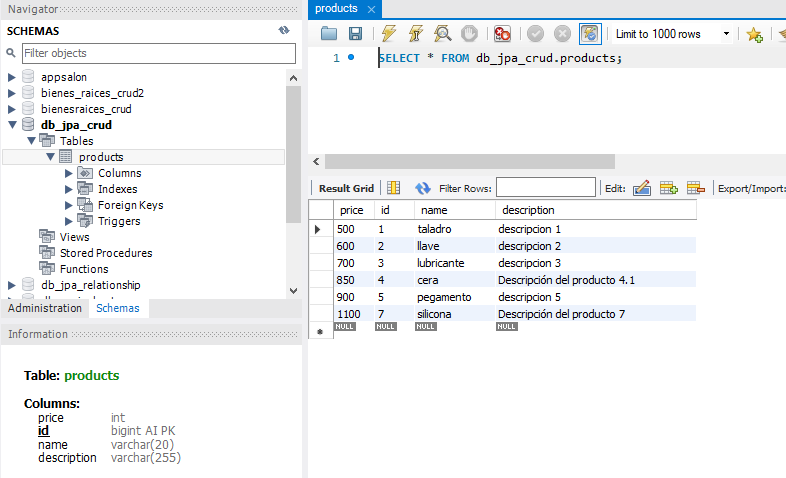 Navigator
SCHEMAS
Filter objects
appsalon
bienes_raices_crud2
bienesraices_crud
db_jpa_crud
Tables
products
Columns
Indexes
Foreign Keys
Triggers
Views
Stored Procedures
Functions
db_jpa_relationship
Administration Schemas
Information
Table: products
Columns:
price int
id bigint AI PK
name varchar(20)
description varchar(255)
products
Limit to 1000 rows
1 SELECT * FROM db_jpa_crud.products;
Result Grid Filter Rows: Edit: Export/Import:
price id name description
500 1 taladro descripcion 1
600 2 llave descripcion 2
700 3 lubricante descripcion 3
850 4 cera Descripción del producto 4.1
900 5 pegamento descripcion 5
1100 7 silicona Descripción del producto 7
NULL NULL NULL NULL